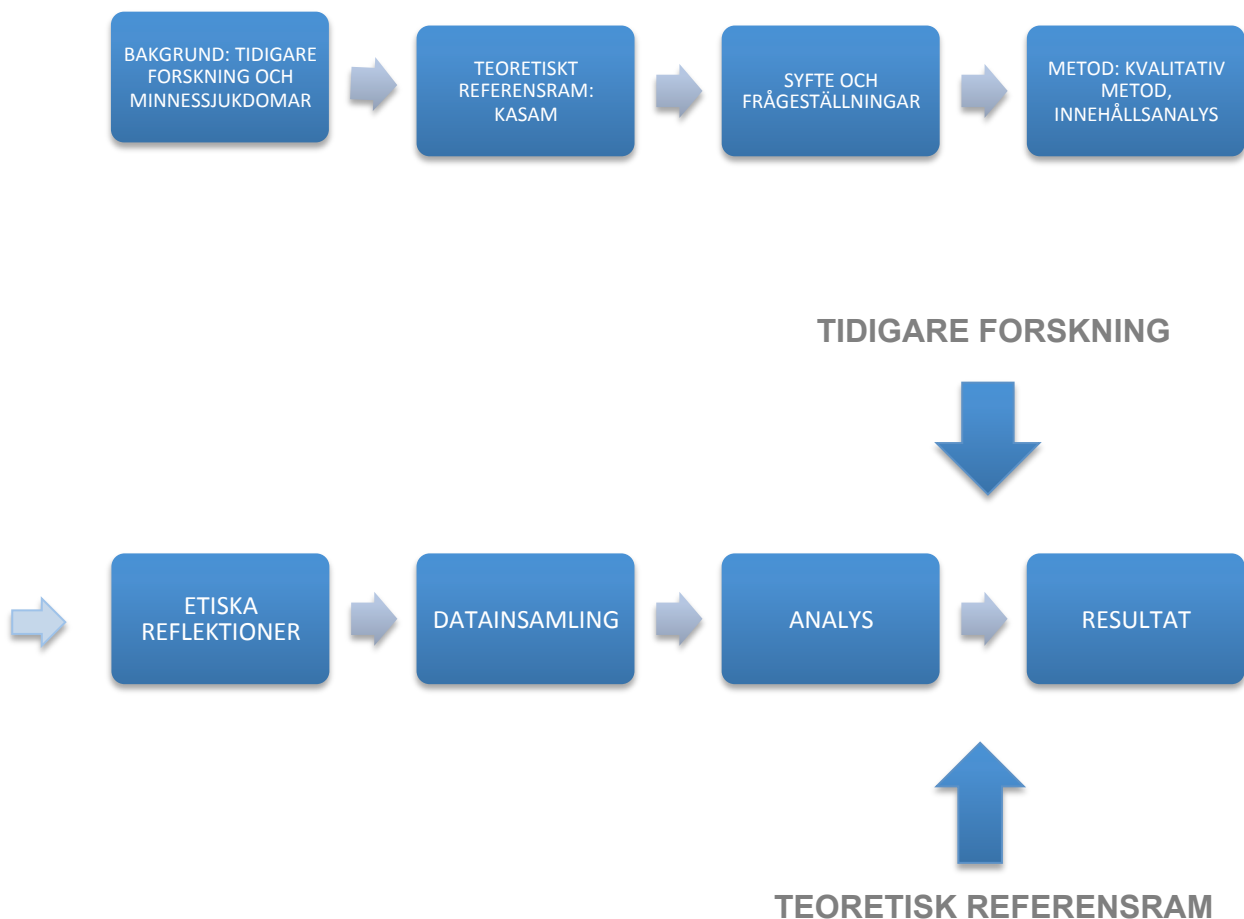 BAKGRUND: TIDIGARE
FORSKNING OCH
MINNESSJUKDOMAR
TEORETISKT
REFERENSRAM:
KASAM
SYFTE OCH
FRÅGESTÄLLNINGAR
METOD: KVALITATIV
METOD,
INNEHÅLLSANALYS
TIDIGARE FORSKNING
ETISKA
REFLEKTIONER
DATAINSAMLING
ANALYS
RESULTAT
TEORETISK REFERENSRAM